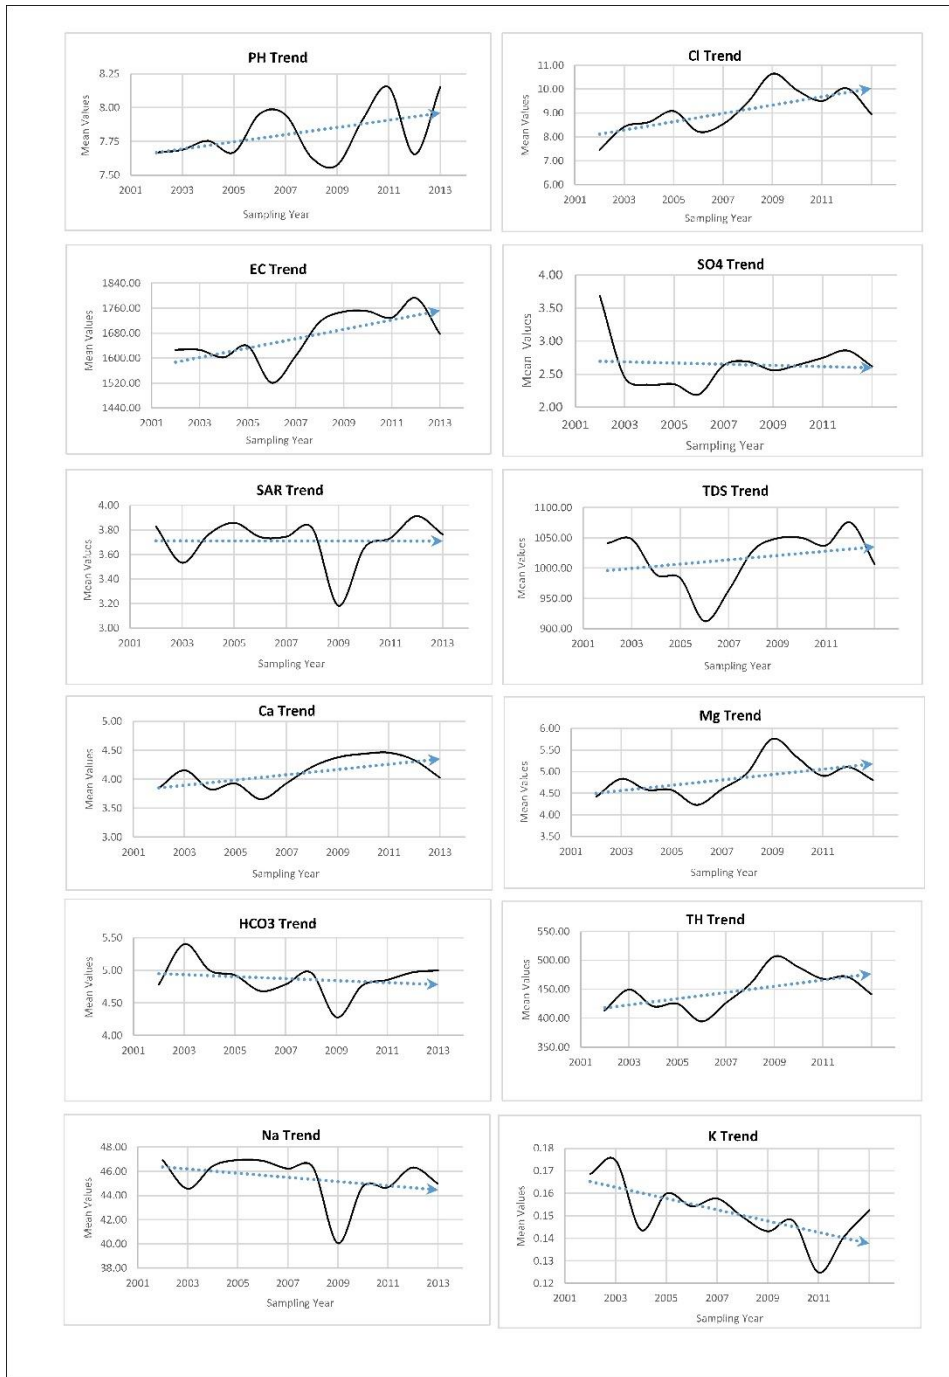 PH Trend
8.25
8.00
7.75
7.50
2001 2003 2005 2007 2009 2011 2013
Mean Values
Sampling Year
Cl Trend
11.00
10.00
9.00
8.00
7.00
6.00
2001 2003 2005 2007 2009 2011
Mean Values
Sampling Year
EC Trend
1840.00
1760.00
1680.00
1600.00
1520.00
1440.00
2001 2003 2005 2007 2009 2011 2013
Mean Values
Sampling Year
SO4 Trend
4.00
3.50
3.00
2.50
2.00
2001 2003 2005 2007 2009 2011
Mean Values
Sampling Year
SAR Trend
4.00
3.80
3.60
3.40
3.20
3.00
2001 2003 2005 2007 2009 2011 2013
Mean Values
Sampling Year
TDS Trend
1100.00
1050.00
1000.00
950.00
900.00
2001 2003 2005 2007 2009 2011
Mean Values
Sampling Year
Ca Trend
5.00
4.50
4.00
3.50
3.00
2001 2003 2005 2007 2009 2011 2013
Mean Values
Sampling Year
Mg Trend
6.00
5.50
5.00
4.50
4.00
3.50
2001 2003 2005 2007 2009 2011
Mean Values
Sampling Year
HCO3 Trend
5.50
5.00
4.50
4.00
2001 2003 2005 2007 2009 2011 2013
Mean Values
Sampling Year
TH Trend
550.00
500.00
450.00
400.00
350.00
2001 2003 2005 2007 2009 2011
Mean Values
Sampling Year
Na Trend
48.00
46.00
44.00
42.00
40.00
38.00
2001 2003 2005 2007 2009 2011 2013
Mean Values
Sampling Year
K Trend
0.18
0.17
0.16
0.15
0.14
0.13
0.12
2001 2003 2005 2007 2009 2011
Mean Values
Sampling Year